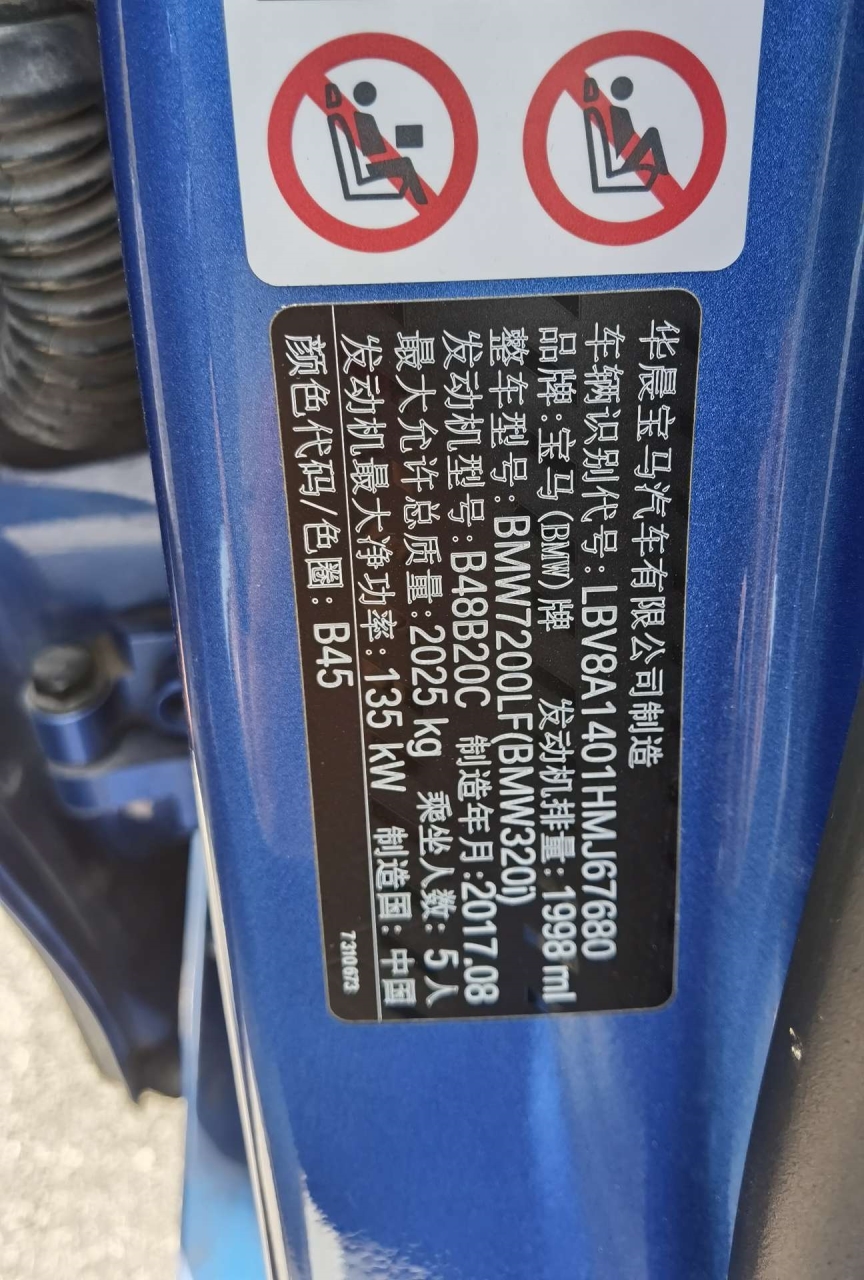 华晨宝马汽车有限公司制造
车辆识别代号: LBV8A1401HMJ67680
品牌: 宝马(BMW)牌 发动机排量: 1998 ml
整车型号: BMW7200LF(BMW320i)
发动机型号: B48B20C 制造年月: 2017.08
最大允许总质量: 2025 kg 乘坐人数: 5人
发动机最大净功率: 135 kW 制造国: 中国
颜色代码/色圈: B45 7310673